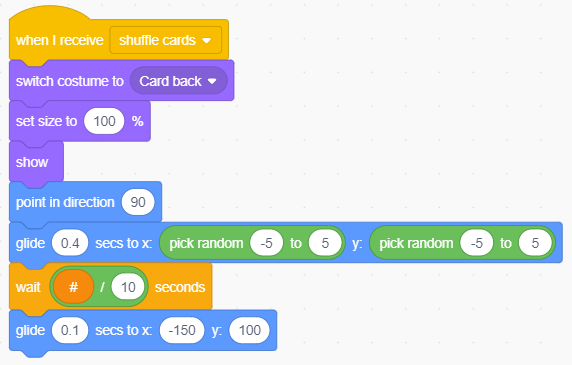 when I receive shuffle cards
switch costume to Card back
set size to 100 %
show
point in direction 90
glide 0.4 secs to x: pick random -5 to 5 y: pick random -5 to 5
wait # / 10 seconds
glide 0.1 secs to x: -150 y: 100